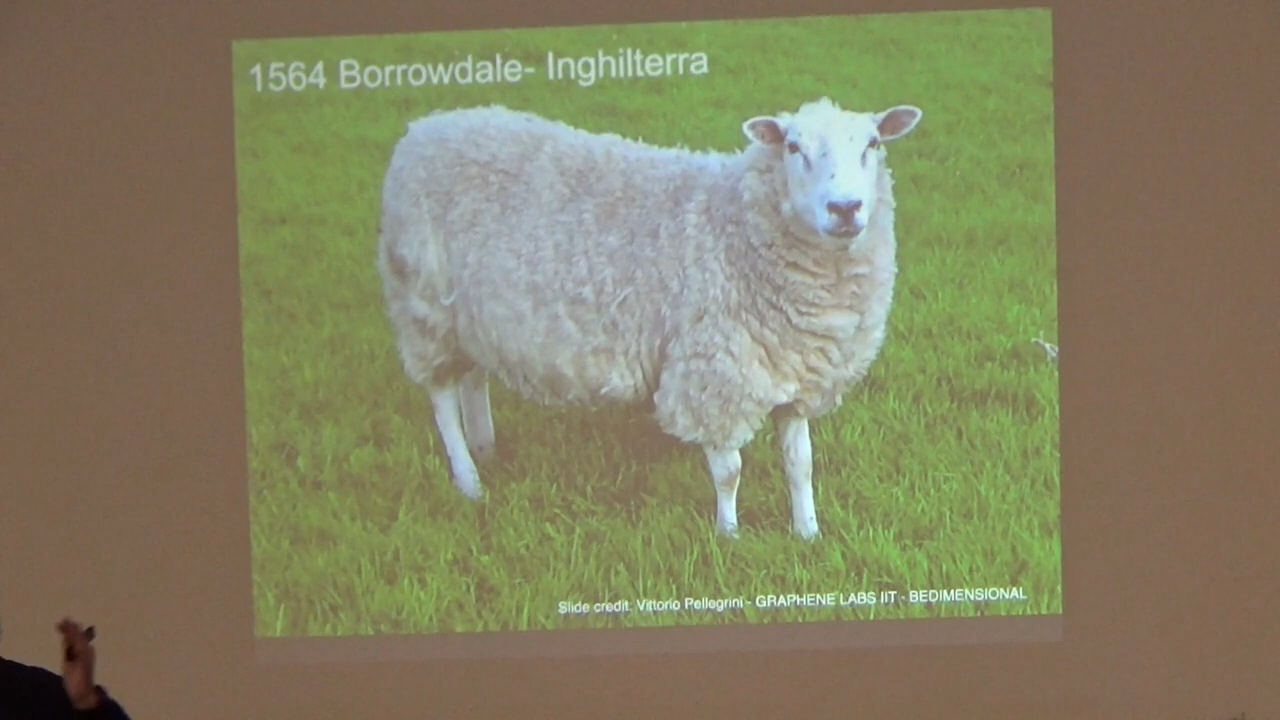 1564 Borrowdale- Inghilterra
Slide credit: Vittorio Pellegrini - GRAPHENE LABS IIT - BEDIMENSIONAL